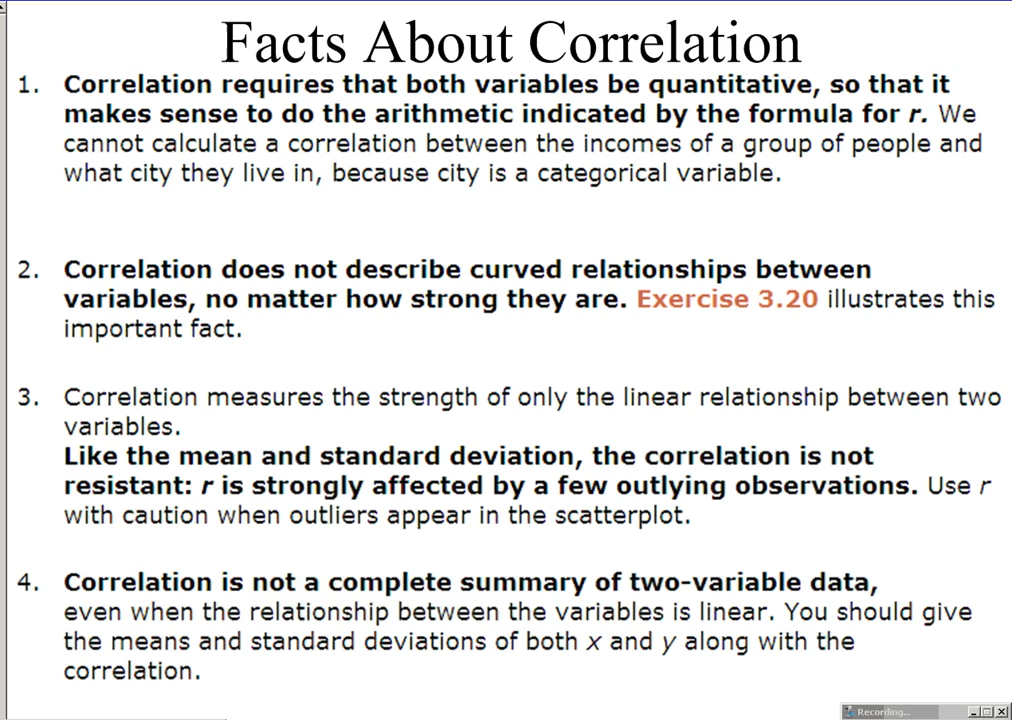 Facts About Correlation
1. Correlation requires that both variables be quantitative, so that it
makes sense to do the arithmetic indicated by the formula for r. We
cannot calculate a correlation between the incomes of a group of people and
what city they live in, because city is a categorical variable.
2. Correlation does not describe curved relationships between
variables, no matter how strong they are. Exercise 3.20 illustrates this
important fact.
3. Correlation measures the strength of only the linear relationship between two
variables.
Like the mean and standard deviation, the correlation is not
resistant: r is strongly affected by a few outlying observations. Use r
with caution when outliers appear in the scatterplot.
4. Correlation is not a complete summary of two-variable data,
even when the relationship between the variables is linear. You should give
the means and standard deviations of both x and y along with the
correlation.
Recording...